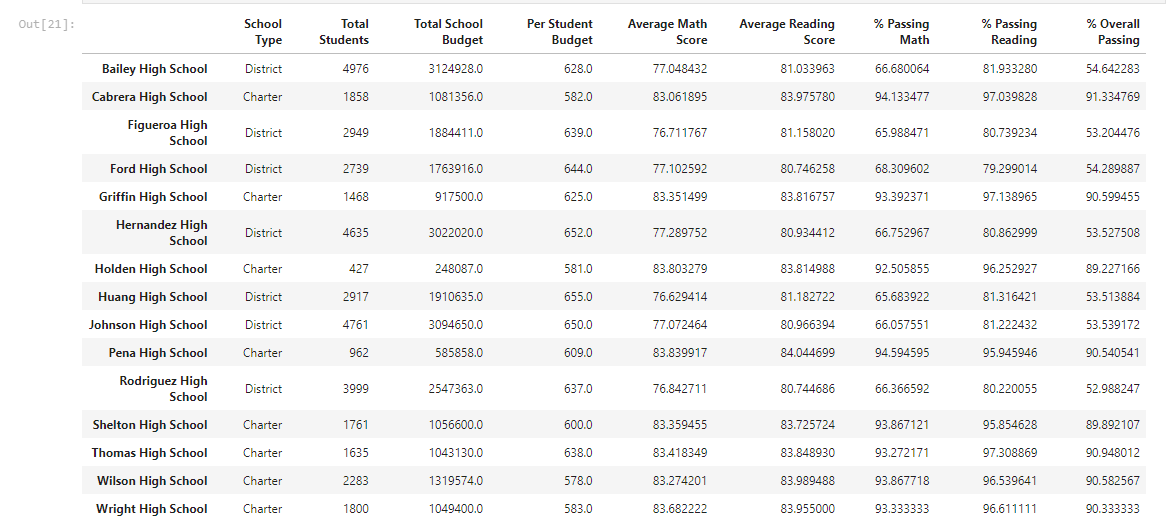 Out[21]:
School Type Total Students Total School Budget Per Student Budget Average Math Score Average Reading Score % Passing Math % Passing Reading % Overall Passing
Bailey High School District 4976 3124928.0 628.0 77.048432 81.033963 66.680064 81.933280 54.642283
Cabrera High School Charter 1858 1081356.0 582.0 83.061895 83.975780 94.133477 97.039828 91.334769
Figueroa High School District 2949 1884411.0 639.0 76.711767 81.158020 65.988471 80.739234 53.204476
Ford High School District 2739 1763916.0 644.0 77.102592 80.746258 68.309602 79.299014 54.289887
Griffin High School Charter 1468 917500.0 625.0 83.351499 83.816757 93.392371 97.138965 90.599455
Hernandez High School District 4635 3022020.0 652.0 77.289752 80.934412 66.752967 80.862999 53.527508
Holden High School Charter 427 248087.0 581.0 83.803279 83.814988 92.505855 96.252927 89.227166
Huang High School District 2917 1910635.0 655.0 76.629414 81.182722 65.683922 81.316421 53.513884
Johnson High School District 4761 3094650.0 650.0 77.072464 80.966394 66.057551 81.222432 53.539172
Pena High School Charter 962 585858.0 609.0 83.839917 84.044699 94.594595 95.945946 90.540541
Rodriguez High School District 3999 2547363.0 637.0 76.842711 80.744686 66.366592 80.220055 52.988247
Shelton High School Charter 1761 1056600.0 600.0 83.359455 83.725724 93.867121 95.854628 89.892107
Thomas High School Charter 1635 1043130.0 638.0 83.418349 83.848930 93.272171 97.308869 90.948012
Wilson High School Charter 2283 1319574.0 578.0 83.274201 83.989488 93.867718 96.539641 90.582567
Wright High School Charter 1800 1049400.0 583.0 83.682222 83.955000 93.333333 96.611111 90.333333